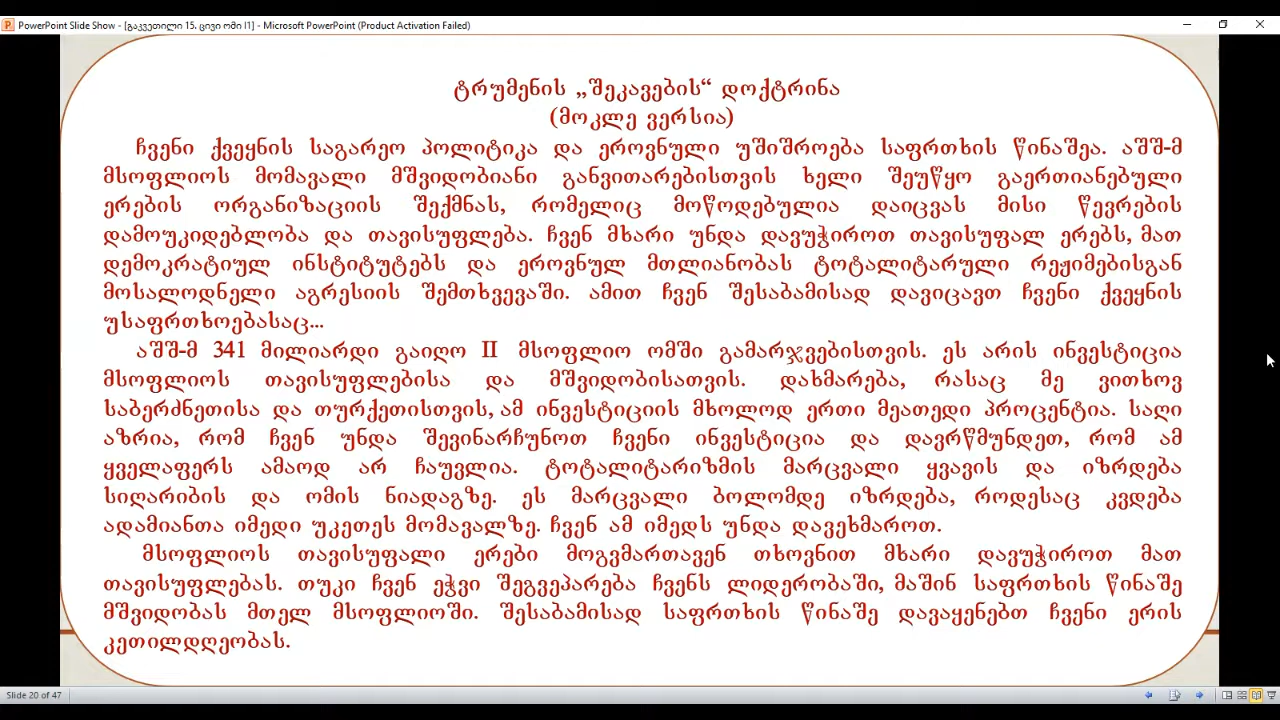 PowerPoint Slide Show - [გაკვეთილი 15. ცივი ომი [1] - Microsoft PowerPoint (Product Activation Failed)
ტრუმენის „შეკავების“ დოქტრინა
(მოკლე ვერსია)
ჩვენი ქვეყნის საგარეო პოლიტიკა და ეროვნული უშიშროება საფრთხის წინაშეა. აშშ-მ
მსოფლიოს მომავალი მშვიდობიანი განვითარებისთვის ხელი შეუწყო გაერთიანებული
ერების ორგანიზაციის შექმნას, რომელიც მოწოდებულია დაიცვას მისი წევრების
დამოუკიდებლობა და თავისუფლება. ჩვენ მხარი უნდა დავუჭიროთ თავისუფალ ერებს, მათ
დემოკრატიულ ინსტიტუტებს და ეროვნულ მთლიანობას ტოტალიტარული რეჟიმებისგან
მოსალოდნელი აგრესიის შემთხვევაში. ამით ჩვენ შესაბამისად დავიცავთ ჩვენი ქვეყნის
უსაფრთხოებასაც...
აშშ-მ 341 მილიარდი გაიღო II მსოფლიო ომში გამარჯვებისთვის. ეს არის ინვესტიცია
მსოფლიოს თავისუფლებისა და მშვიდობისათვის. დახმარება, რასაც მე ვითხოვ
საბერძნეთისა და თურქეთისთვის, ამ ინვესტიციის მხოლოდ ერთი მეათედი პროცენტია. საღი
აზრია, რომ ჩვენ უნდა შევინარჩუნოთ ჩვენი ინვესტიცია და დავრწმუნდეთ, რომ ამ
ყველაფერს ამაოდ არ ჩაუვლია. ტოტალიტარიზმის მარცვალი ყვავის და იზრდება
სიღარიბის და ომის ნიადაგზე. ეს მარცვალი ბოლომდე იზრდება, როდესაც კვდება
ადამიანთა იმედი უკეთეს მომავალზე. ჩვენ ამ იმედს უნდა დავეხმაროთ.
მსოფლიოს თავისუფალი ერები მოგვმართავენ თხოვნით მხარი დავუჭიროთ მათ
თავისუფლებას. თუკი ჩვენ ეჭვი შეგვეპარება ჩვენს ლიდერობაში, მაშინ საფრთხის წინაშე
მშვიდობას მთელ მსოფლიოში. შესაბამისად საფრთხის წინაშე დავაყენებთ ჩვენი ერის
კეთილდღეობას.
Slide 20 of 47